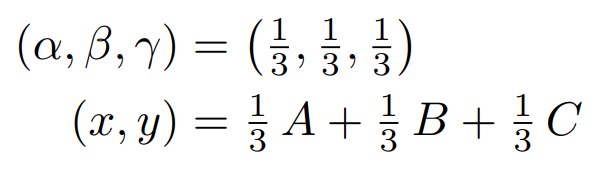 (α, β, γ) = (1/3, 1/3, 1/3)
(x, y) = 1/3 A + 1/3 B + 1/3 C